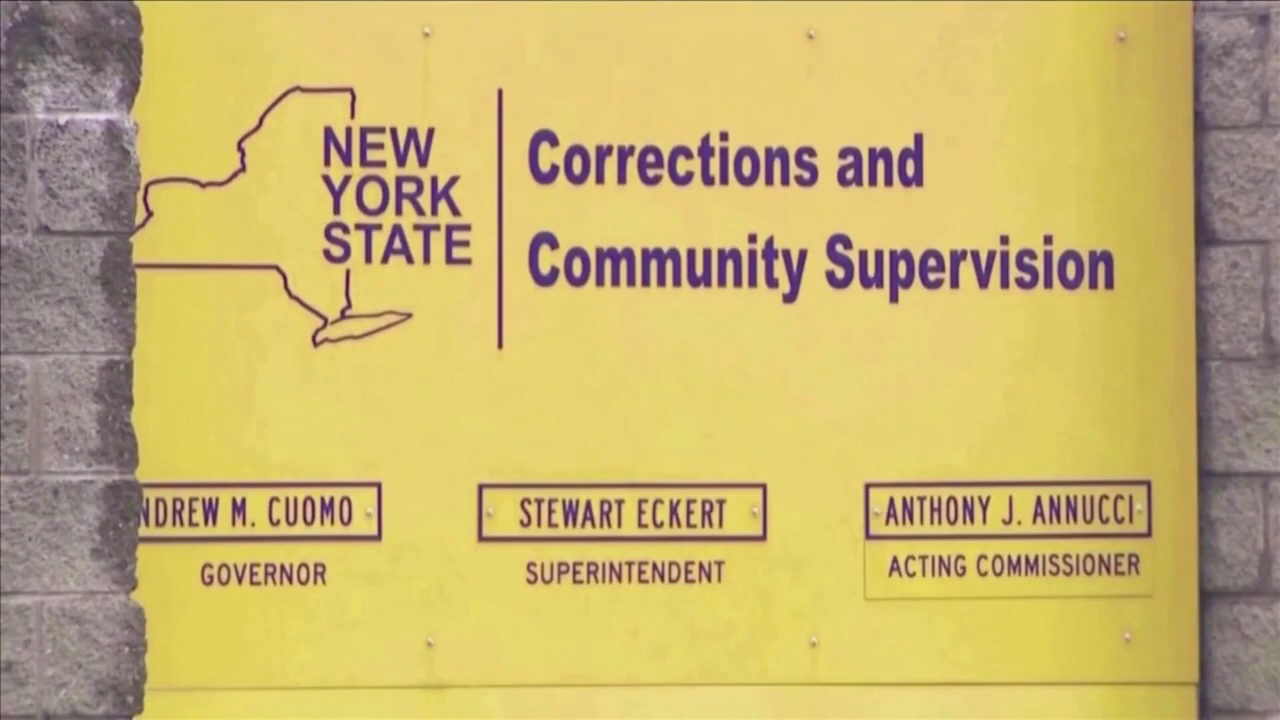 NEW
YORK
STATE
Corrections and
Community Supervision
NDREW M. CUOMO
GOVERNOR
STEWART ECKERT
SUPERINTENDENT
ANTHONY J. ANNUCCI
ACTING COMMISSIONER